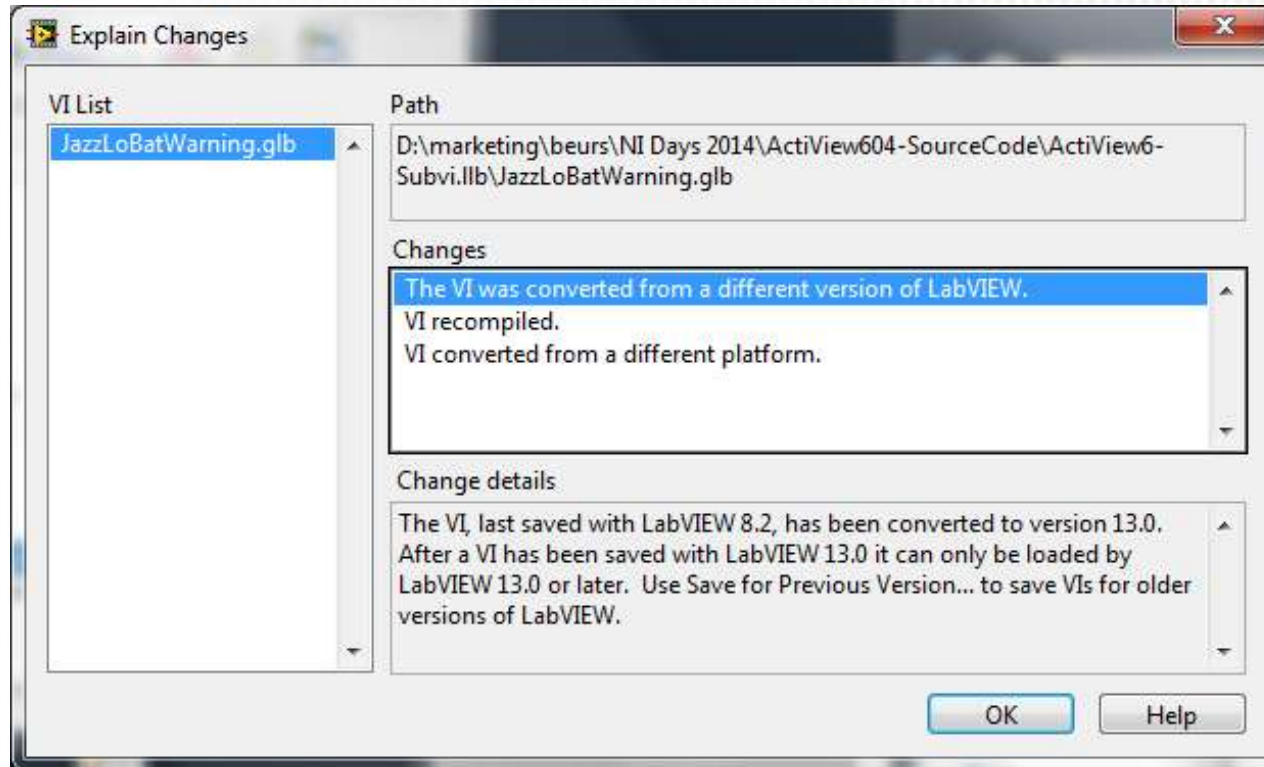 Explain Changes
VI List
JazzLoBatWarning.glb
Path
D:\marketing\beurs\NI Days 2014\ActiView604-SourceCode\ActiView6-
Subvi.llb\JazzLoBatWarning.glb
Changes
The VI was converted from a different version of LabVIEW.
VI recompiled.
VI converted from a different platform.
Change details
The VI, last saved with LabVIEW 8.2, has been converted to version 13.0.
After a VI has been saved with LabVIEW 13.0 it can only be loaded by
LabVIEW 13.0 or later.  Use Save for Previous Version... to save VIs for older
versions of LabVIEW.
OK
Help